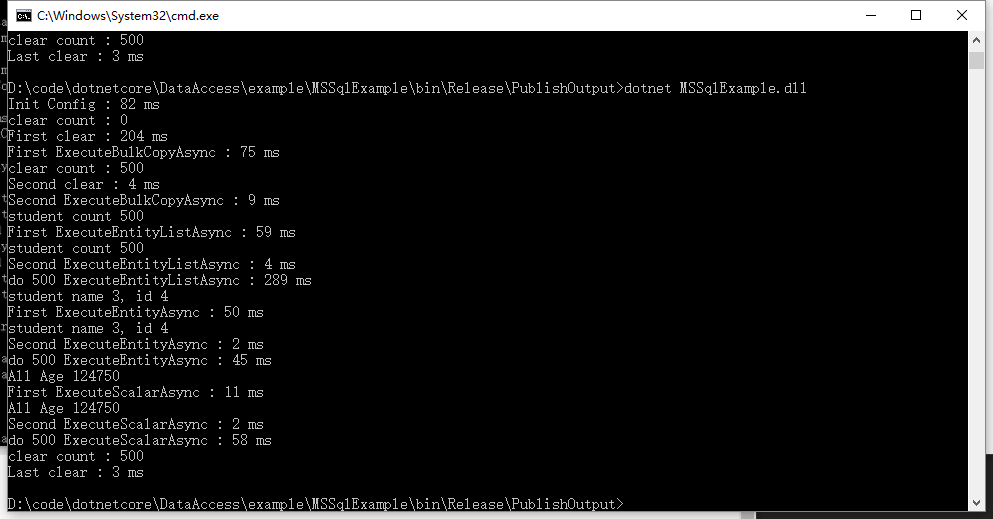 C:\Windows\System32\cmd.exe
clear count : 500
Last clear : 3 ms
D:\code\dotnetcore\DataAccess\example\MSSqlExample\bin\Release\PublishOutput>dotnet MSSqlExample.dll
Init Config : 82 ms
clear count : 0
First clear : 204 ms
First ExecuteBulkCopyAsync : 75 ms
clear count : 500
Second clear : 4 ms
Second ExecuteBulkCopyAsync : 9 ms
student count 500
First ExecuteEntityListAsync : 59 ms
student count 500
Second ExecuteEntityListAsync : 4 ms
do 500 ExecuteEntityListAsync : 289 ms
student name 3, id 4
First ExecuteEntityAsync : 50 ms
student name 3, id 4
Second ExecuteEntityAsync : 2 ms
do 500 ExecuteEntityAsync : 45 ms
All Age 124750
First ExecuteScalarAsync : 11 ms
All Age 124750
Second ExecuteScalarAsync : 2 ms
do 500 ExecuteScalarAsync : 58 ms
clear count : 500
Last clear : 3 ms
D:\code\dotnetcore\DataAccess\example\MSSqlExample\bin\Release\PublishOutput>